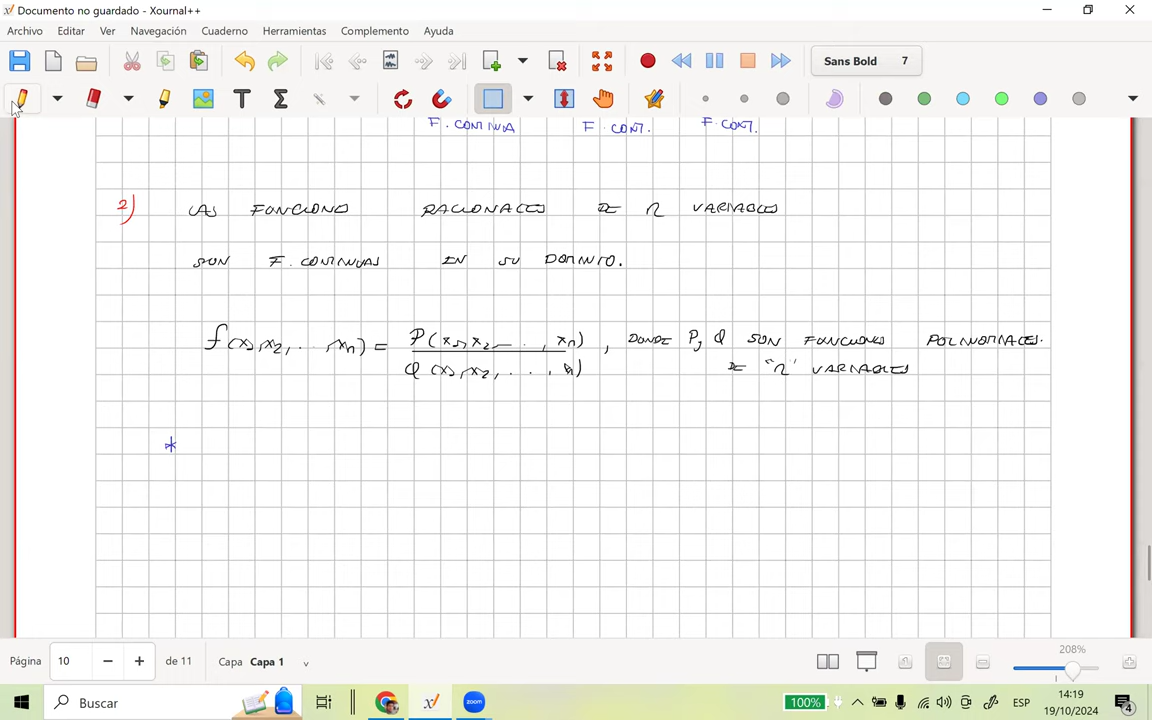 Documento no guardado - Xournal++
Archivo Editar Ver Navegación Cuaderno Herramientas Complemento Ayuda
Sans Bold 7
F. CONTINUA F. CONT. F. CONT.
2) LAS FUNCIONES RACIONALES DE n VARIABLES
SON F. CONTINUAS EN SU DOMINIO.
f(x₁,x₂,...,xn) = P(x₁,x₂,...,xn) , DONDE P y Q SON FUNCIONES POLINOMIALES.
Q(x₁,x₂,...,xn) DE "n" VARIABLES
*
Página 10 de 11 Capa Capa 1 208%
Buscar zoom 100% ESP 14:19
19/10/2024 4